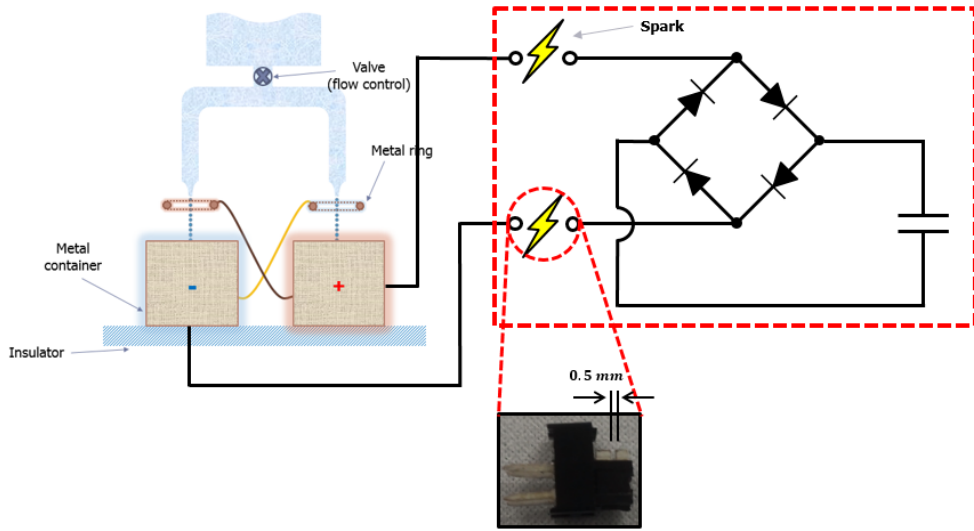 Spark
Valve
(flow control)
Metal ring
Metal
container
-
+
Insulator
0.5 mm